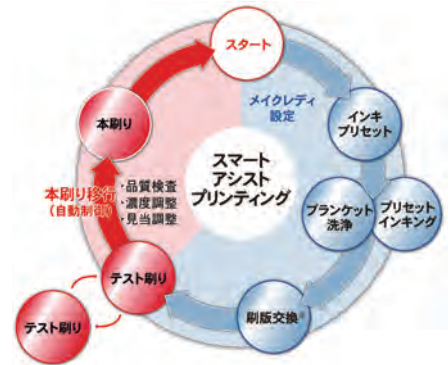 スタート
メイクレディ
設定
インキ
プリセット
ブランケット
洗浄
プリセット
インキング
刷版交換※
テスト刷り
テスト刷り
本刷り移行
（自動制御）
・品質検査
・濃度調整
・見当調整
本刷り
スマート
アシスト
プリンティング